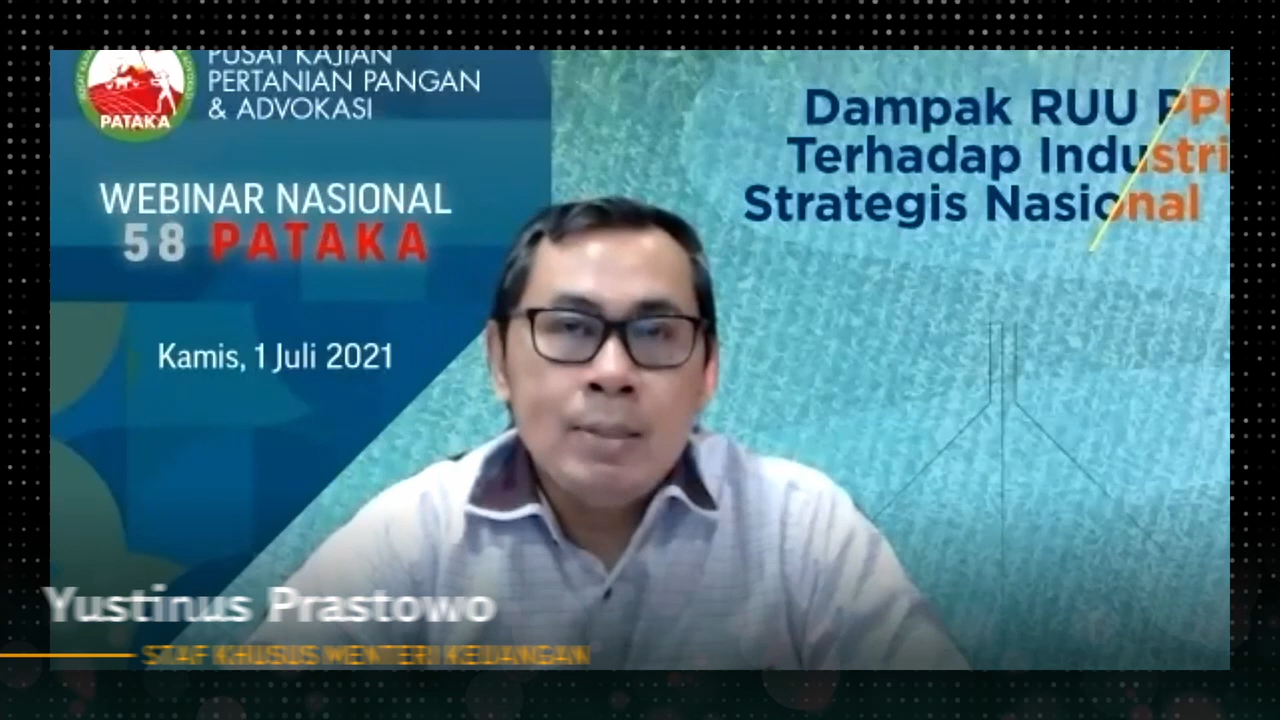 PUSAT KAJIAN
PERTANIAN PANGAN
& ADVOKASI
PATAKA
WEBINAR NASIONAL
58 PATAKA
Kamis, 1 Juli 2021
Dampak RUU
Terhadap Industri
Strategis Nasional
Yustinus Prastowo
STAF KHUSUS MENTERI KEUANGAN